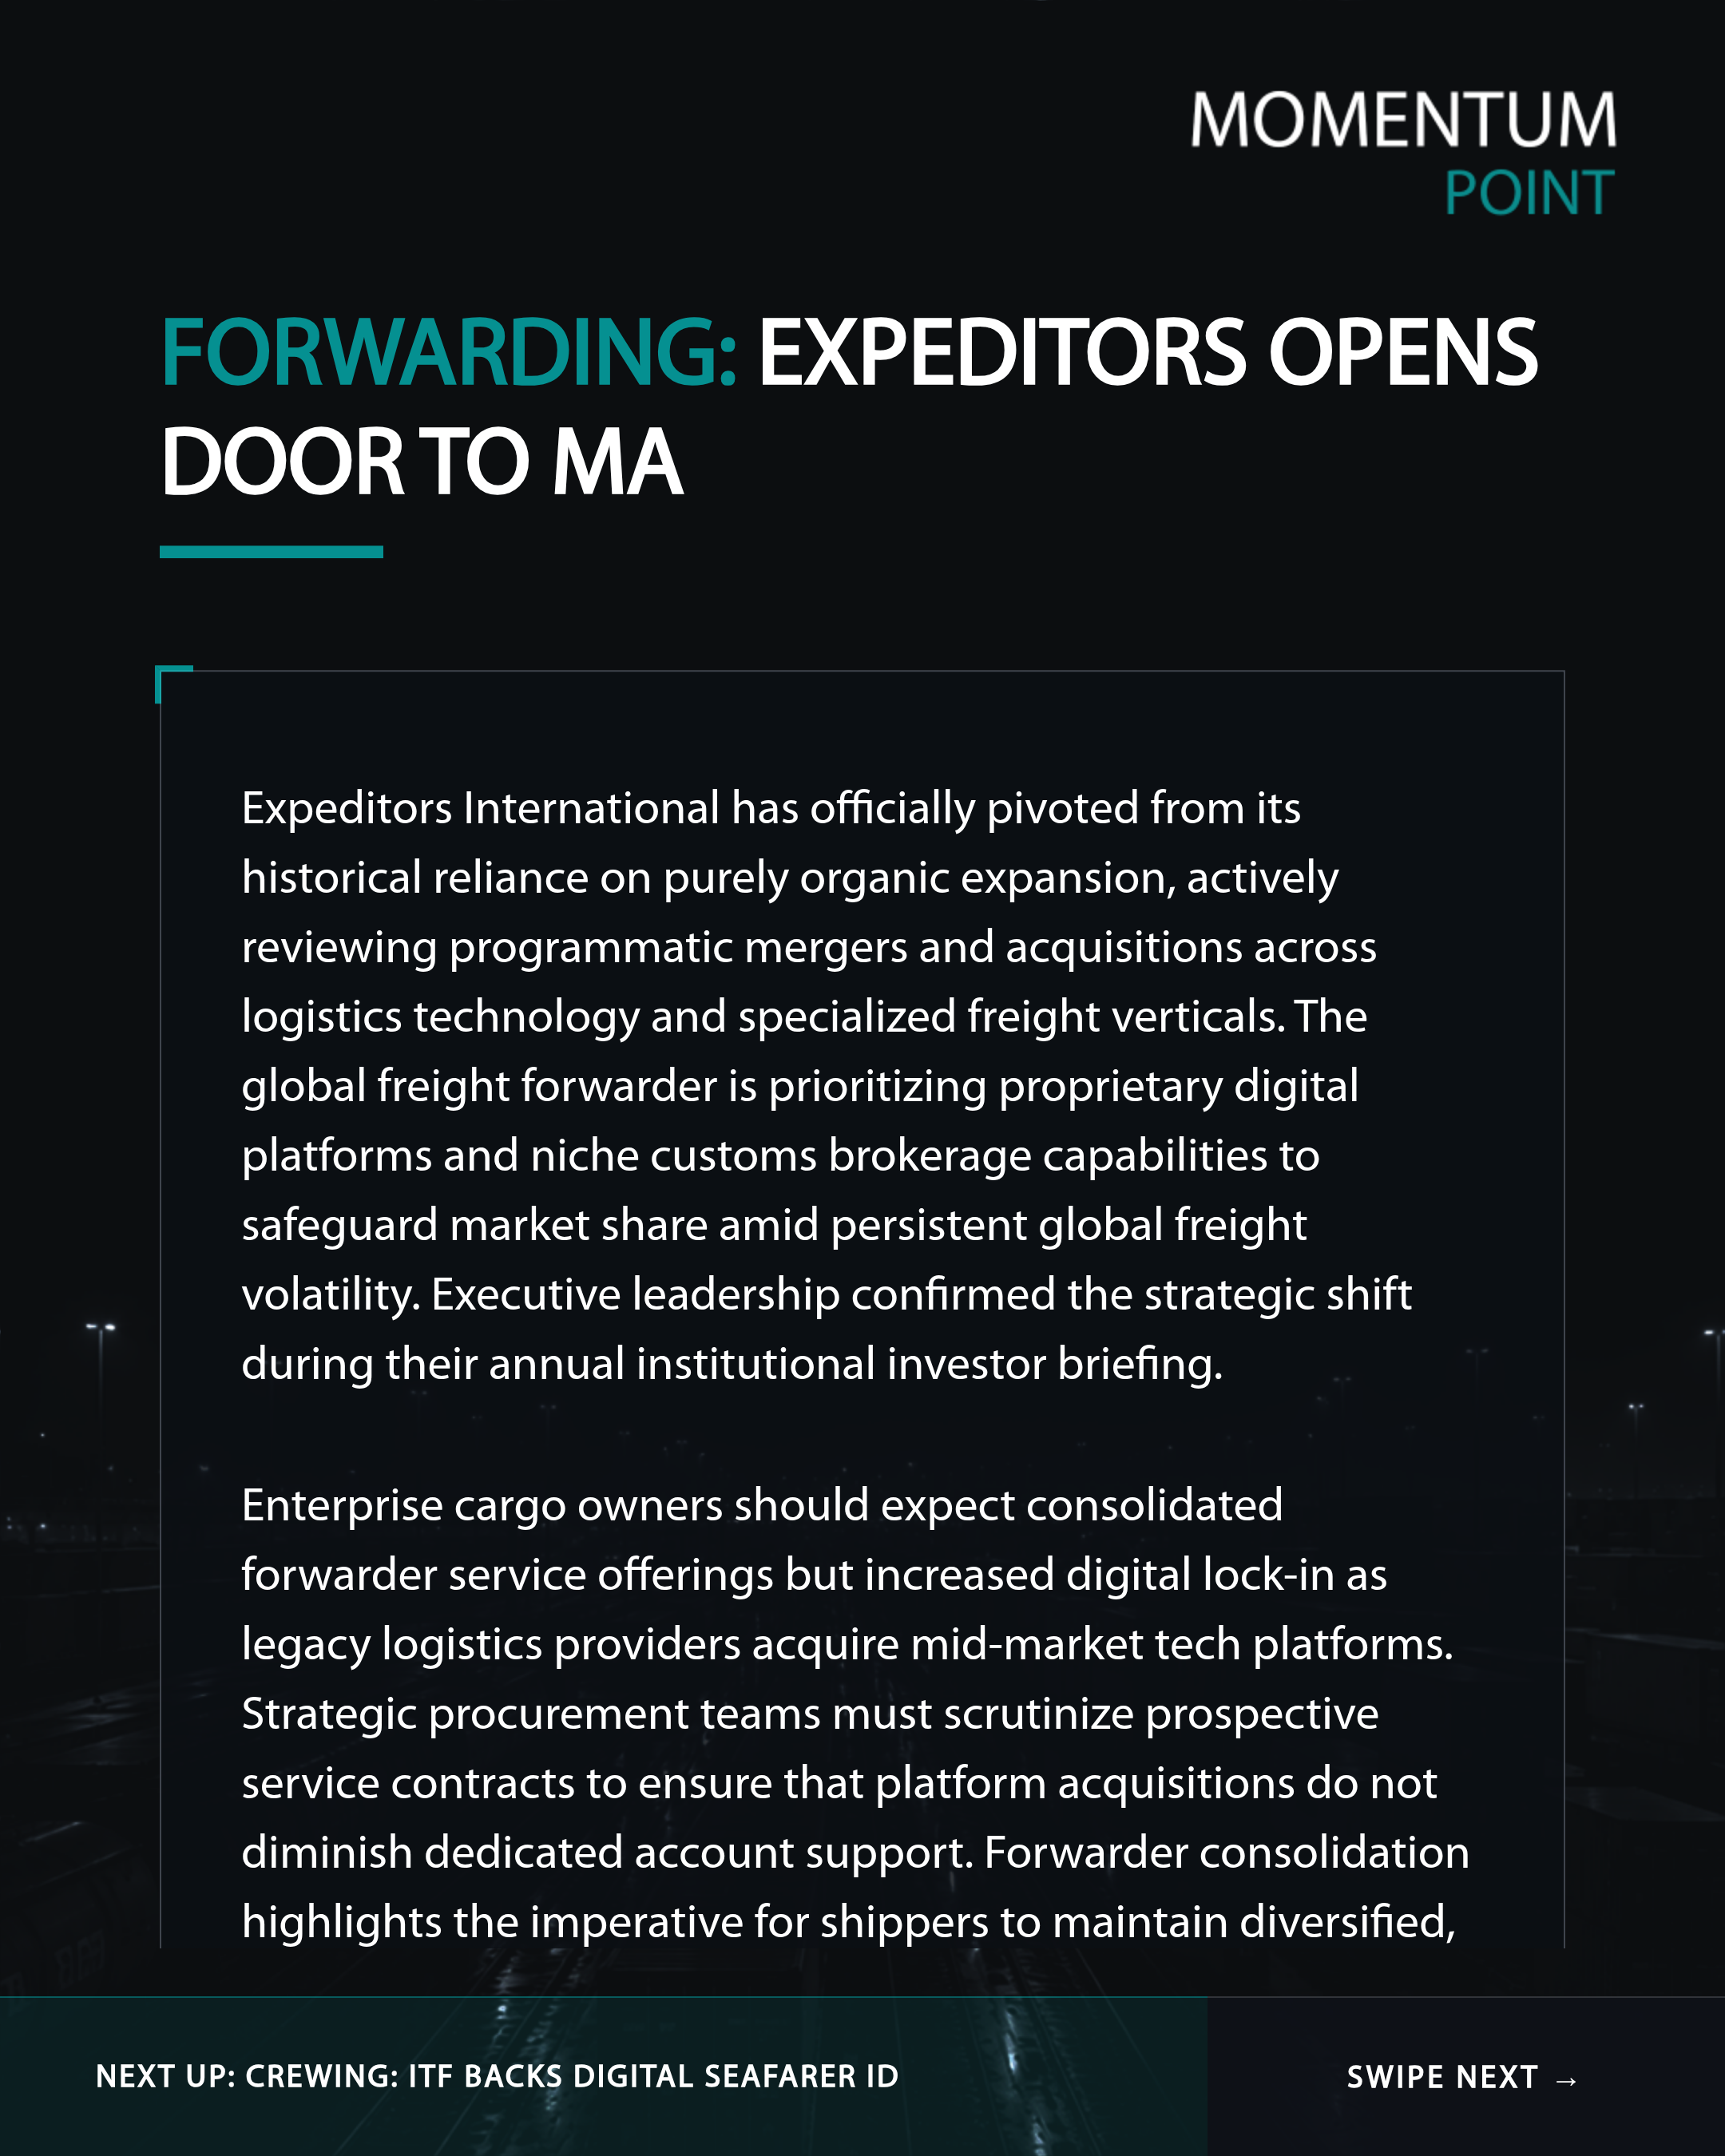 MOMENTUM
POINT
FORWARDING: EXPEDITORS OPENS
DOOR TO MA
Expeditors International has officially pivoted from its
historical reliance on purely organic expansion, actively
reviewing programmatic mergers and acquisitions across
logistics technology and specialized freight verticals. The
global freight forwarder is prioritizing proprietary digital
platforms and niche customs brokerage capabilities to
safeguard market share amid persistent global freight
volatility. Executive leadership confirmed the strategic shift
during their annual institutional investor briefing.
Enterprise cargo owners should expect consolidated
forwarder service offerings but increased digital lock-in as
legacy logistics providers acquire mid-market tech platforms.
Strategic procurement teams must scrutinize prospective
service contracts to ensure that platform acquisitions do not
diminish dedicated account support. Forwarder consolidation
highlights the imperative for shippers to maintain diversified,
NEXT UP: CREWING: ITF BACKS DIGITAL SEAFARER ID
SWIPE NEXT →